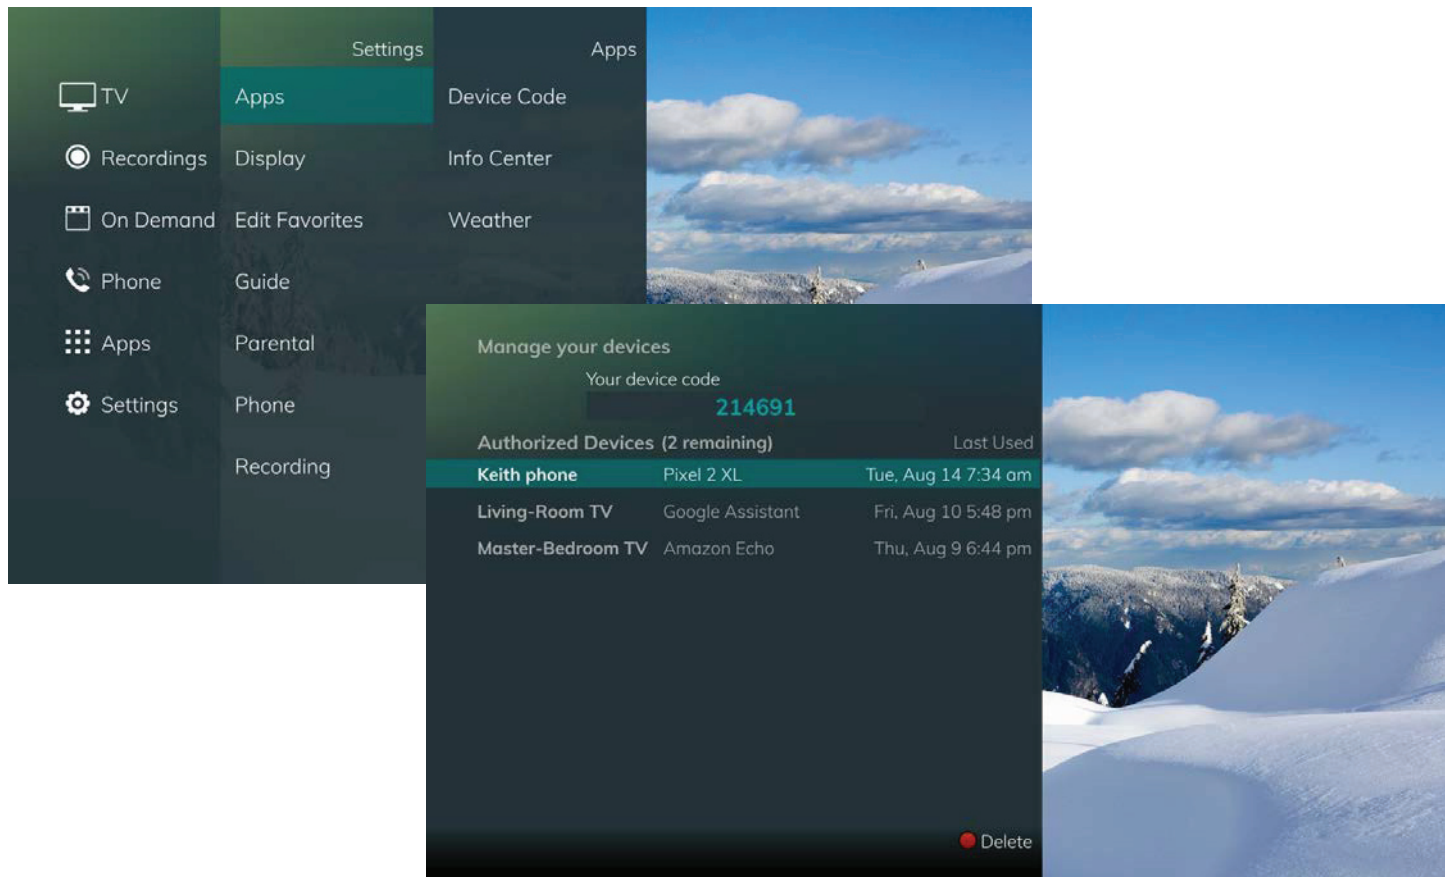 Settings
Apps
TV
Apps
Device Code
Recordings
Display
Info Center
On Demand
Edit Favorites
Weather
Phone
Guide
Apps
Parental
Settings
Phone
Recording
Manage your devices
Your device code
214691
Authorized Devices (2 remaining) Last Used
Keith phone Pixel 2 XL Tue, Aug 14 7:34 am
Living-Room TV Google Assistant Fri, Aug 10 5:48 pm
Master-Bedroom TV Amazon Echo Thu, Aug 9 6:44 pm
Delete